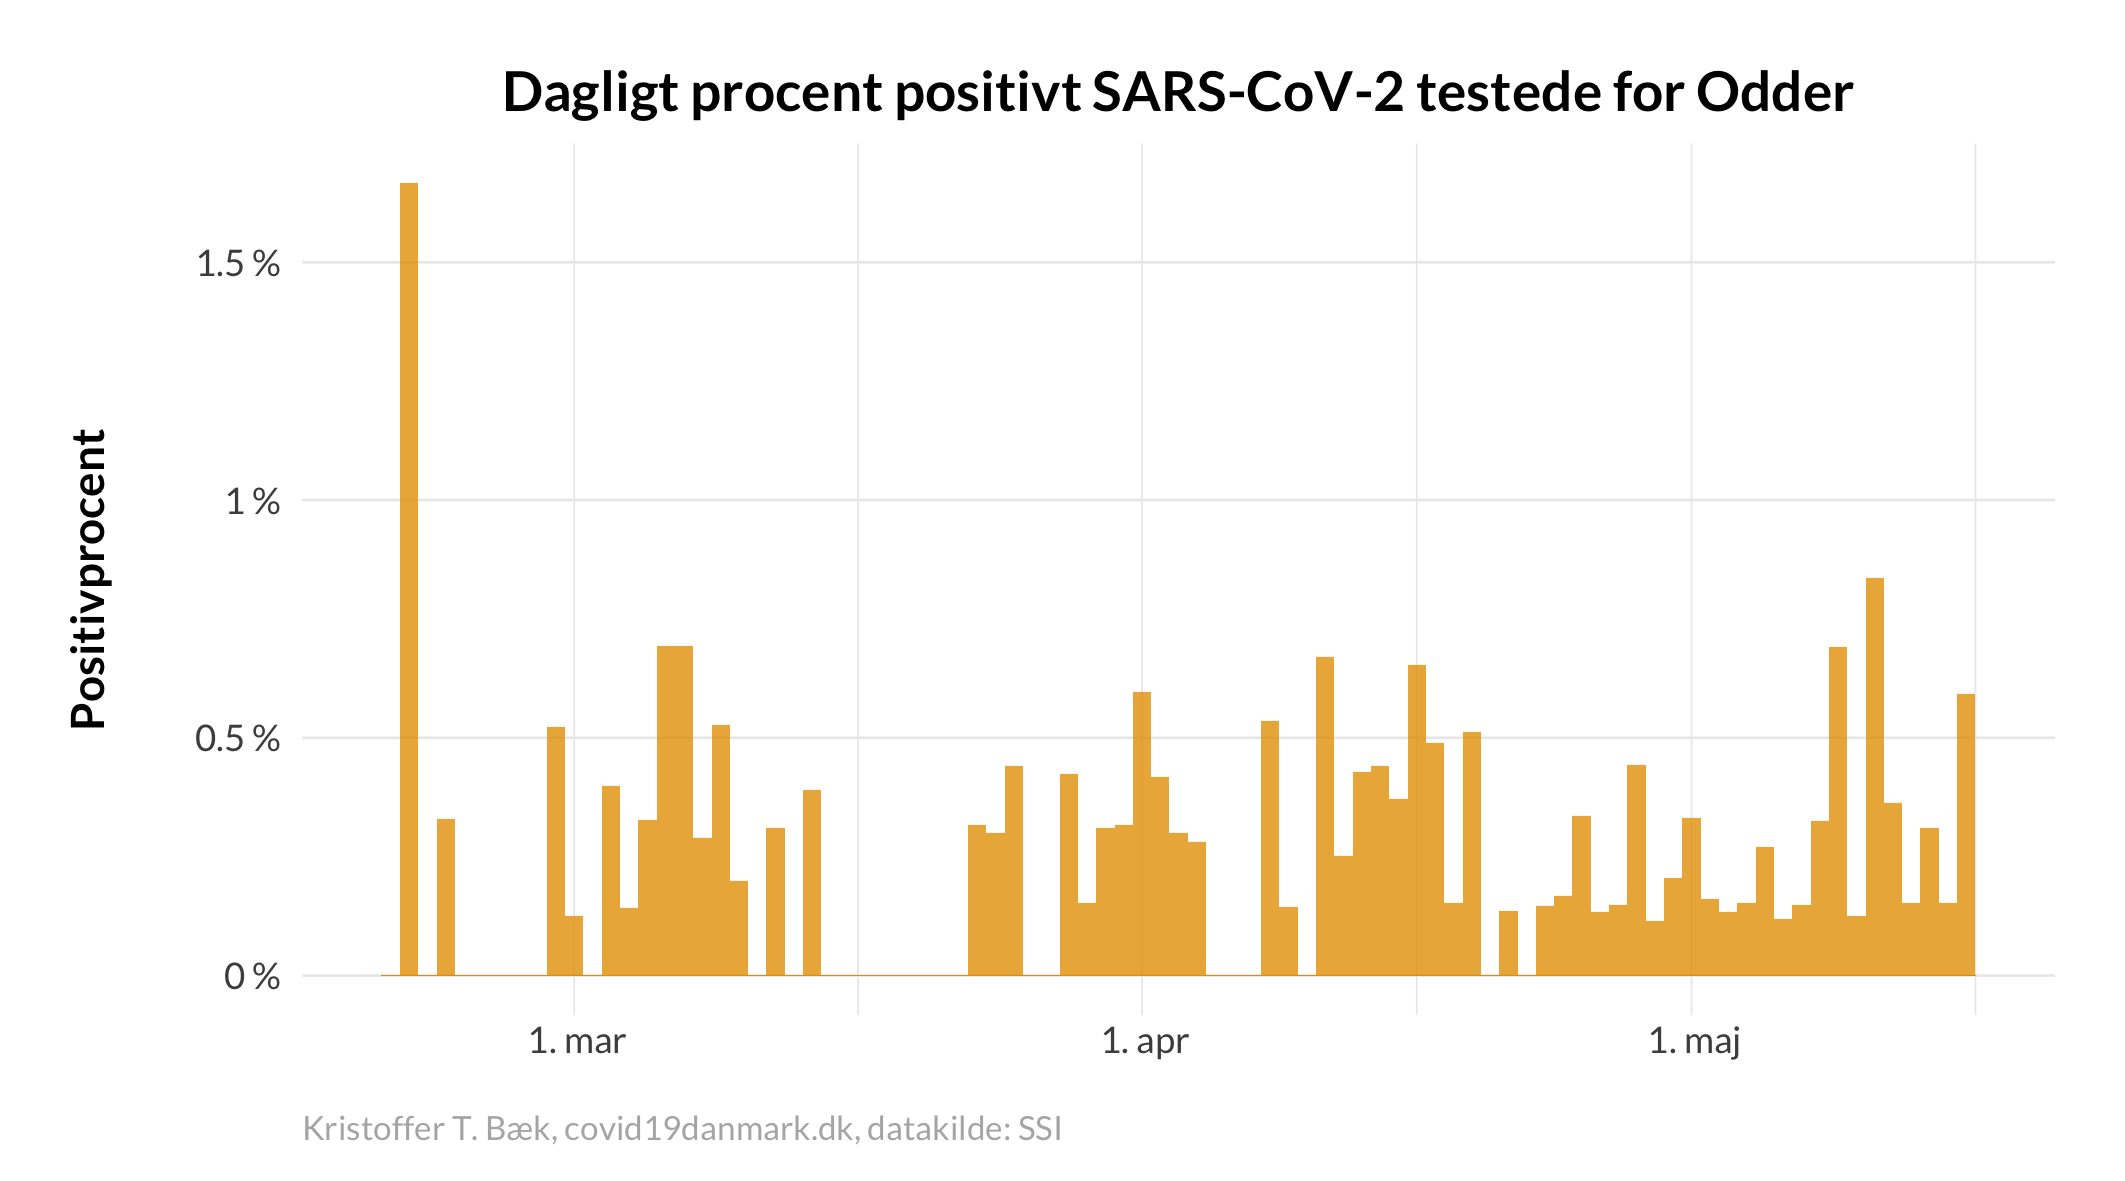 Dagligt procent positivt SARS-CoV-2 testede for Odder
Positivprocent
1.5 %
1 %
0.5 %
0 %
1. mar
1. apr
1. maj
Kristoffer T. Bæk, covid19danmark.dk, datakilde: SSI